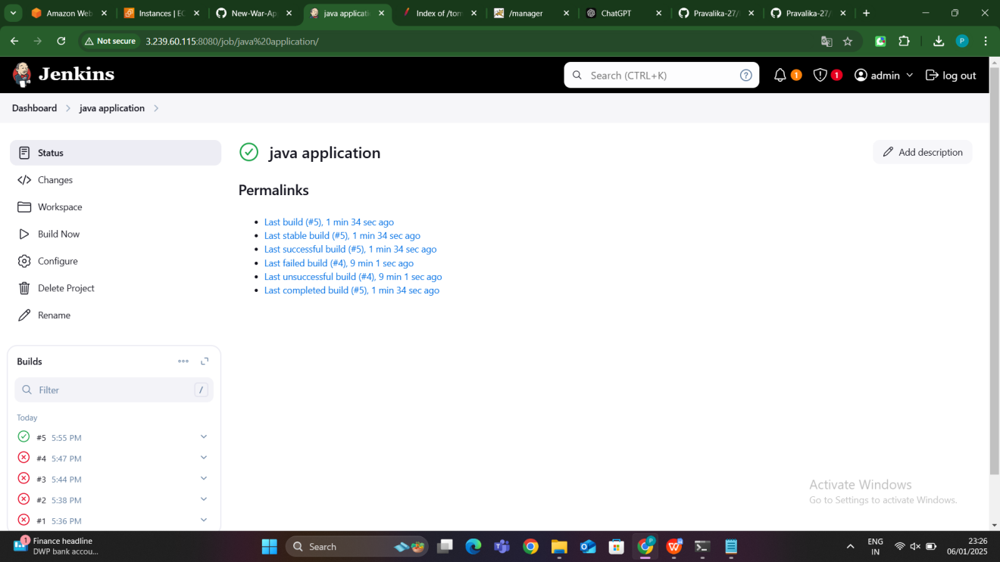 Amazon Web
Instances | EC
New-War-Ap
java applicati
Index of /tom
/manager
ChatGPT
Pravalika-27/
Pravalika-27/
Not secure
3.239.60.115:8080/job/java%20application/
P
Jenkins
Search (CTRL+K)
?
1
1
admin
log out
Dashboard
java application
Status
Changes
Workspace
Build Now
Configure
Delete Project
Rename
java application
Add description
Permalinks
Last build (#5), 1 min 34 sec ago
Last stable build (#5), 1 min 34 sec ago
Last successful build (#5), 1 min 34 sec ago
Last failed build (#4), 9 min 1 sec ago
Last unsuccessful build (#4), 9 min 1 sec ago
Last completed build (#5), 1 min 34 sec ago
Builds
Filter
/
Today
#5 5:55 PM
#4 5:47 PM
#3 5:44 PM
#2 5:38 PM
#1 5:36 PM
Activate Windows
Go to Settings to activate Windows.
1
Finance headline
DWP bank accou...
Search
P
ENG
IN
23:26
06/01/2025